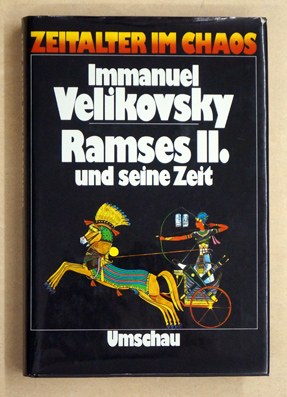 ZEITALTER IM CHAOS
Immanuel
Velikovsky
Ramses II.
und seine Zeit
Umschau